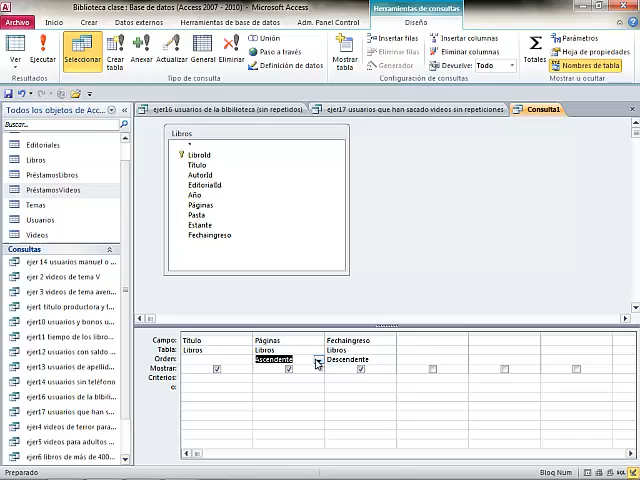 Biblioteca clase : Base de datos (Access 2007 - 2010) - Microsoft Access
Herramientas de consultas
Archivo Inicio Crear Datos externos Herramientas de base de datos Adm. Panel Control Diseño
Ver Ejecutar Seleccionar Crear tabla Anexar Actualizar General Eliminar
Unión
Paso a través
Definición de datos
Mostrar tabla
Insertar filas
Eliminar filas
Generador
Insertar columnas
Eliminar columnas
Devuelve: Todo
Totales
Parámetros
Hoja de propiedades
Nombres de tabla
Resultados Tipo de consulta Configuración de consultas Mostrar u ocultar
Todos los objetos de Acc...
Buscar...
Editoriales
Libros
PréstamosLibros
PréstamosVideos
Temas
Usuarios
Videos
Consultas
ejer 14 usuarios manuel o ...
ejer 2 videos de tema V
ejer 3 videos de tema aven...
ejer1 titulo productora y t...
ejer10 usuarios y bonos u...
ejer11 tiempo de los libro...
ejer12 usuarios con saldo ...
ejer13 usuarios de apellid...
ejer14 usuarios sin teléfono
ejer16 usuarios de la bibli...
ejer17 usuarios que han s...
ejer4 videos de terror para...
ejer5 videos para adultos ...
ejer6 libros de más de 400...
ejer16 usuarios de la blbilioteca (sin repetidos)
ejer17 usuarios que han sacado videos sin repeticiones
Consulta1
Libros
*
LibroId
Título
AutorId
EditorialId
Año
Páginas
Pasta
Estante
Fechaingreso
Campo: Título Páginas Fechaingreso
Tabla: Libros Libros Libros
Orden: Ascendente Descendente
Mostrar:
Criterios:
o:
Preparado
Bloq Num
SQL